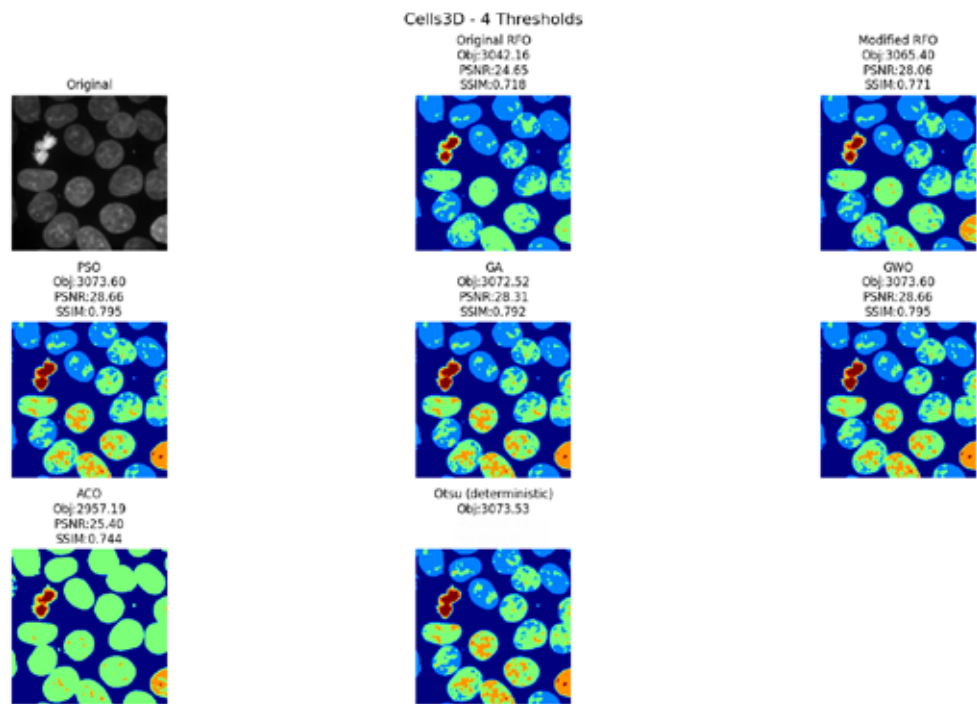 Cells3D - 4 Thresholds
Original
Original RFO
Obj:3042.16
PSNR:24.65
SSIM:0.718
Modified RFO
Obj:3065.40
PSNR:28.06
SSIM:0.771
PSO
Obj:3073.60
PSNR:28.66
SSIM:0.795
GA
Obj:3072.52
PSNR:28.31
SSIM:0.792
GWO
Obj:3073.60
PSNR:28.66
SSIM:0.795
ACO
Obj:2957.19
PSNR:25.40
SSIM:0.744
Otsu (deterministic)
Obj:3073.53